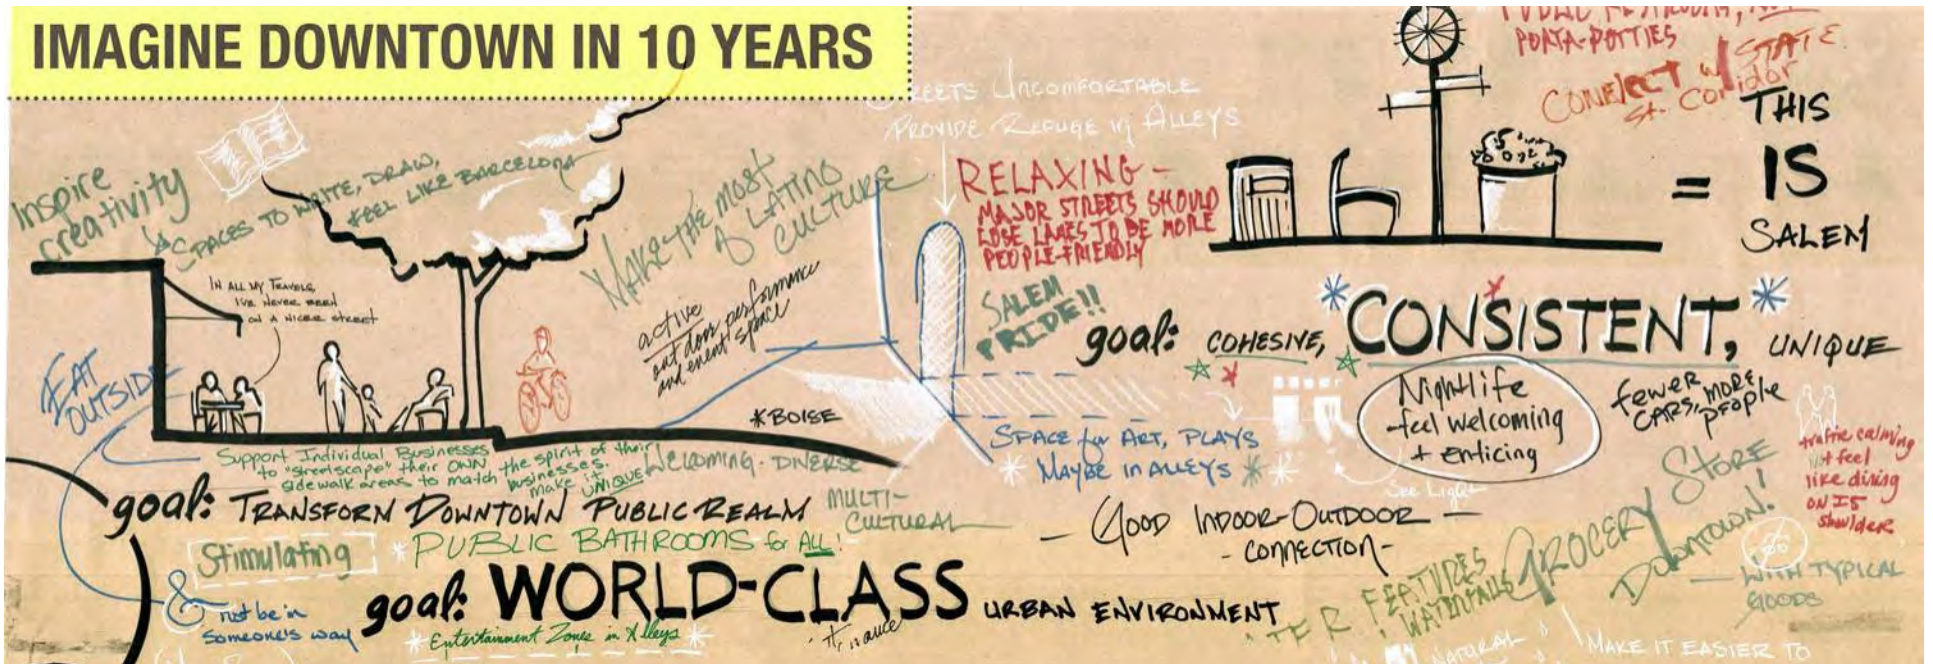 IMAGINE DOWNTOWN IN 10 YEARS
Inspire
creativity
SPACES TO WRITE, DRAW,
FEEL LIKE BARCELONA
IN ALL MY TRAVELS,
I'VE NEVER BEEN
ON A NICER STREET
EAT
OUTSIDE
& not be in
someone's way
MAKE THE MOST
OF LATINO
CULTURE
active
outdoor performance
and event space
*BOISE
STREETS UNCOMFORTABLE
PROVIDE REFUGE IN ALLEYS
RELAXING -
MAJOR STREETS SHOULD
LOSE LANES TO BE MORE
PEOPLE-FRIENDLY
SALEM
PRIDE!!
PORTA-POTTIES
CONNECT w/ STATE
St. Corridor
= THIS
IS
SALEM
goal: COHESIVE, CONSISTENT, UNIQUE
Nightlife
-feel welcoming
+ enticing
fewer
CARS, MORE
people
traffic calming
+ feel
like dining
ON I5
shoulder
SPACE for ART, PLAYS
MAYBE in ALLEYS
Support Individual Businesses
to "streetscape" their OWN
sidewalk areas to match the spirit of their
businesses.
make it
UNIQUE
WELCOMING - DIVERSE
MULTI-
CULTURAL
goal: TRANSFORM DOWNTOWN PUBLIC REALM
Stimulating
*PUBLIC BATHROOMS for ALL!
goal: WORLD-CLASS URBAN ENVIRONMENT
* Entertainment Zones in Alleys *
- GOOD INDOOR-OUTDOOR -
- CONNECTION -
GROCERY STORE
DOWNTOWN!
- WITH TYPICAL
GOODS
FEATURES
WATERFALLS
NATURAL
MAKE IT EASIER TO